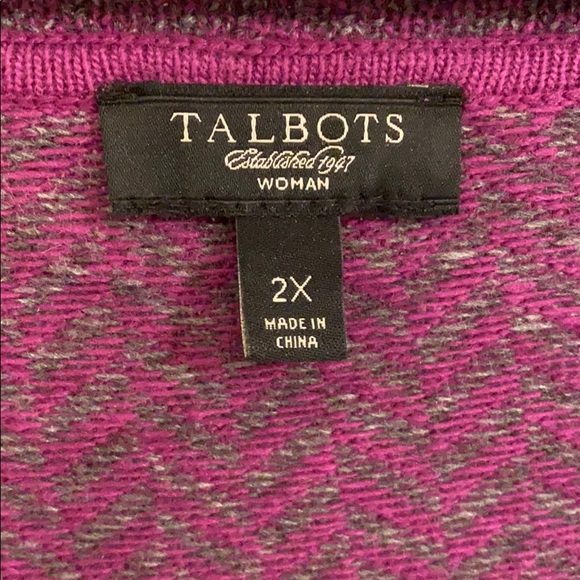 TALBOTS
Established 1947
WOMAN
2X
MADE IN
CHINA